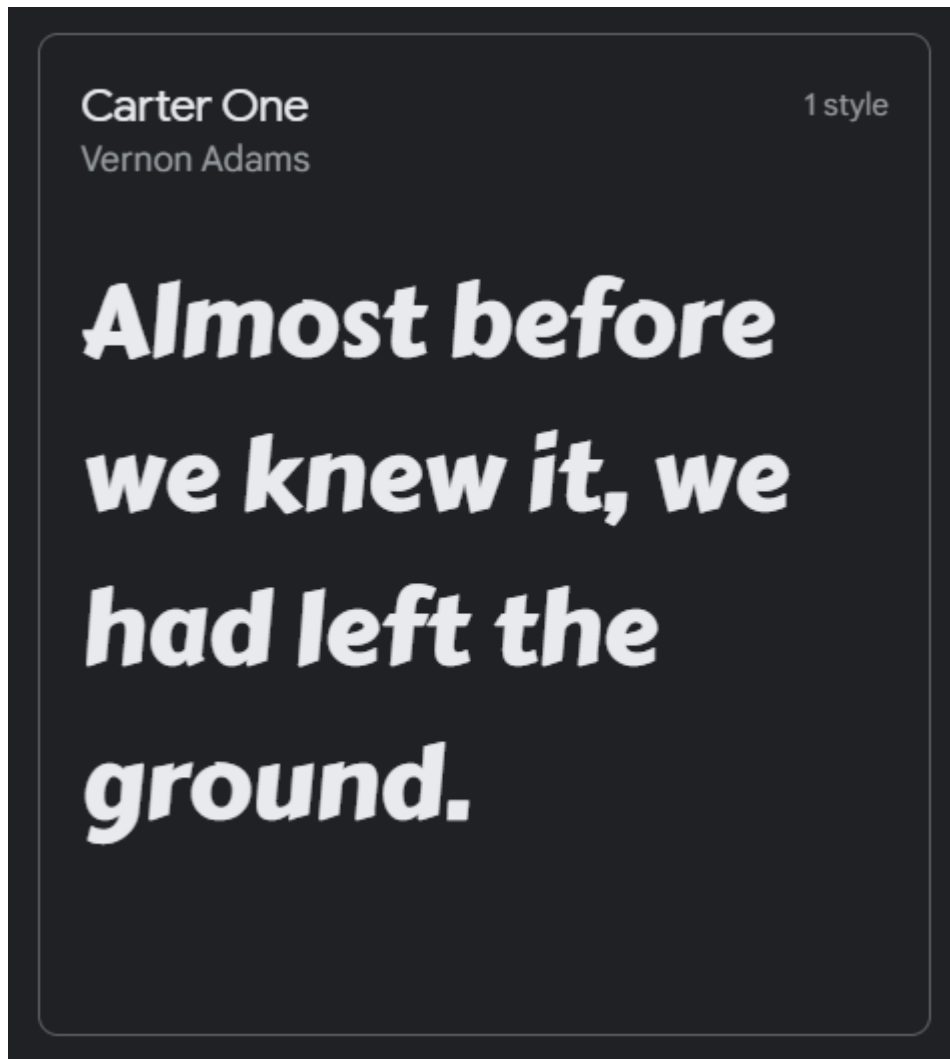 Carter One
1 style
Vernon Adams
Almost before
we knew it, we
had left the
ground.